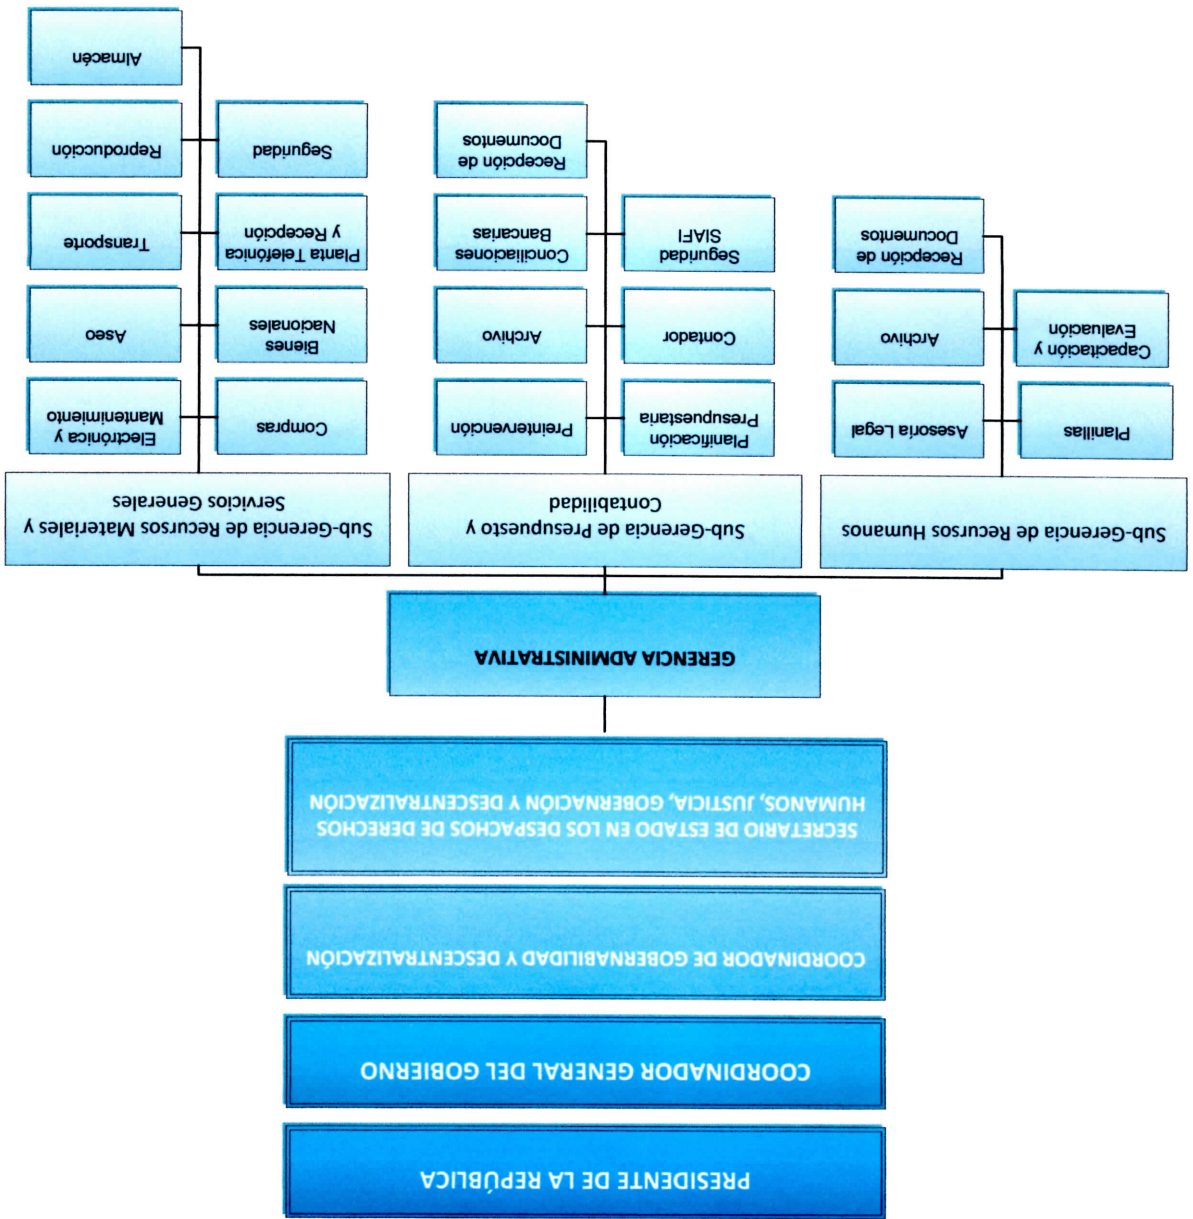 PRESIDENTE DE LA REPÚBLICA
COORDINADOR GENERAL DEL GOBIERNO
COORDINADOR DE GOBERNABILIDAD Y DESCENTRALIZACIÓN
SECRETARIO DE ESTADO EN LOS DESPACHOS DE DERECHOS
HUMANOS, JUSTICIA, GOBERNACIÓN Y DESCENTRALIZACIÓN
GERENCIA ADMINISTRATIVA
Sub-Gerencia de Recursos Humanos
Planillas
Asesoría Legal
Capacitación y
Evaluación
Archivo
Recepción de
Documentos
Sub-Gerencia de Presupuesto y
Contabilidad
Planificación
Presupuestaria
Preintervención
Contador
Archivo
Seguridad
SIAFI
Conciliaciones
Bancarias
Recepción de
Documentos
Sub-Gerencia de Recursos Materiales y
Servicios Generales
Compras
Electrónica y
Mantenimiento
Bienes
Nacionales
Aseo
Planta Telefónica
y Recepción
Transporte
Seguridad
Reproducción
Almacén